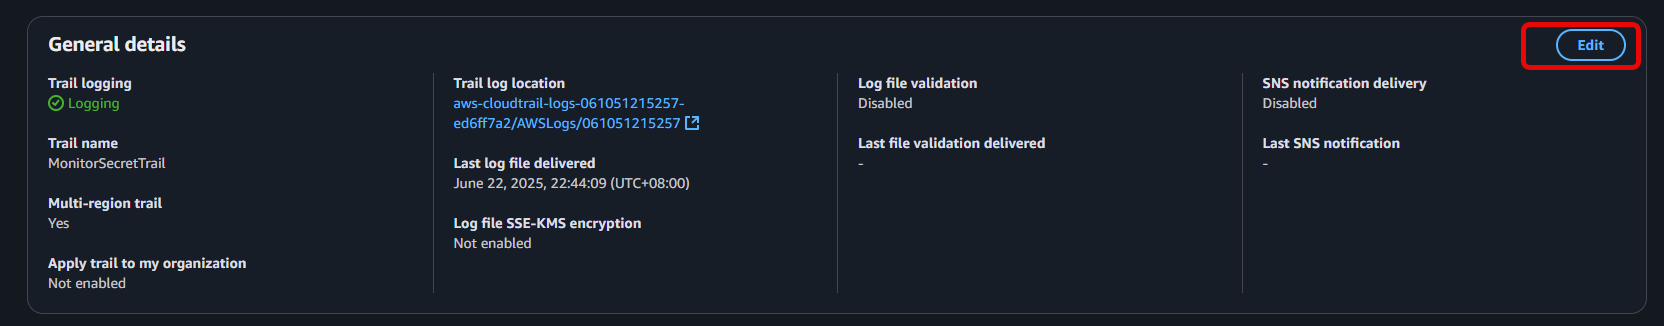 General details
Edit
Trail logging
Logging
Trail name
MonitorSecretTrail
Multi-region trail
Yes
Apply trail to my organization
Not enabled
Trail log location
aws-cloudtrail-logs-061051215257-
ed6ff7a2/AWSLogs/061051215257
Last log file delivered
June 22, 2025, 22:44:09 (UTC+08:00)
Log file SSE-KMS encryption
Not enabled
Log file validation
Disabled
Last file validation delivered
-
SNS notification delivery
Disabled
Last SNS notification
-